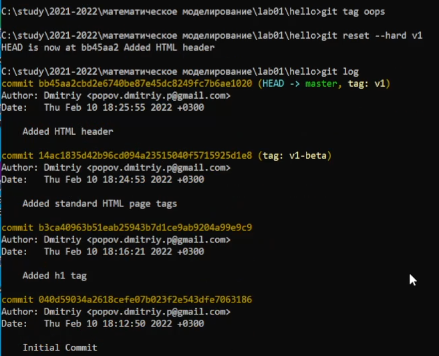 C:\study\2021-2022\математическое моделирование\lab01\hello>git tag oops
C:\study\2021-2022\математическое моделирование\lab01\hello>git reset --hard v1
HEAD is now at bb45aa2 Added HTML header
C:\study\2021-2022\математическое моделирование\lab01\hello>git log
commit bb45aa2cbd2e6740be87e45dc8249fc7b6ae1020 (HEAD -> master, tag: v1)
Author: Dmitriy <popov.dmitriy.p@gmail.com>
Date:   Thu Feb 10 18:25:55 2022 +0300
Added HTML header
commit 14ac1835d42b96cd094a23515040f5715925d1e8 (tag: v1-beta)
Author: Dmitriy <popov.dmitriy.p@gmail.com>
Date:   Thu Feb 10 18:24:53 2022 +0300
Added standard HTML page tags
commit b3ca40963b51eab25943b7d1ce9ab9204a99e9c9
Author: Dmitriy <popov.dmitriy.p@gmail.com>
Date:   Thu Feb 10 18:16:21 2022 +0300
Added h1 tag
commit 040d59034a2618cefe07b023f2e543dfe7063186
Author: Dmitriy <popov.dmitriy.p@gmail.com>
Date:   Thu Feb 10 18:12:50 2022 +0300
Initial Commit